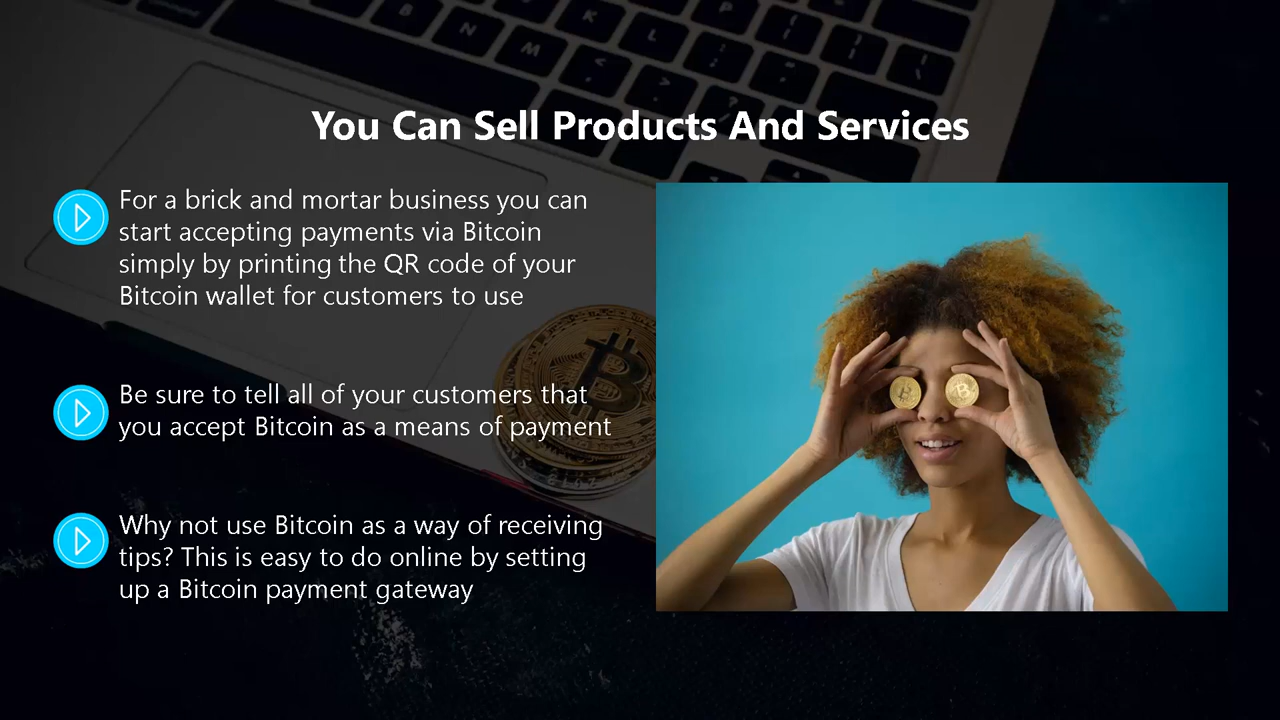 You Can Sell Products And Services
For a brick and mortar business you can
start accepting payments via Bitcoin
simply by printing the QR code of your
Bitcoin wallet for customers to use
Be sure to tell all of your customers that
you accept Bitcoin as a means of payment
Why not use Bitcoin as a way of receiving
tips? This is easy to do online by setting
up a Bitcoin payment gateway